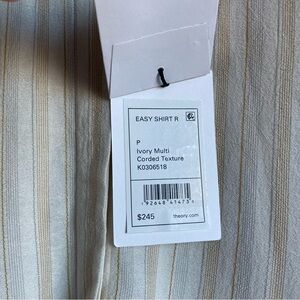 EASY SHIRT R
P
Ivory Multi
Corded Texture
K0306518
$245
theory.com